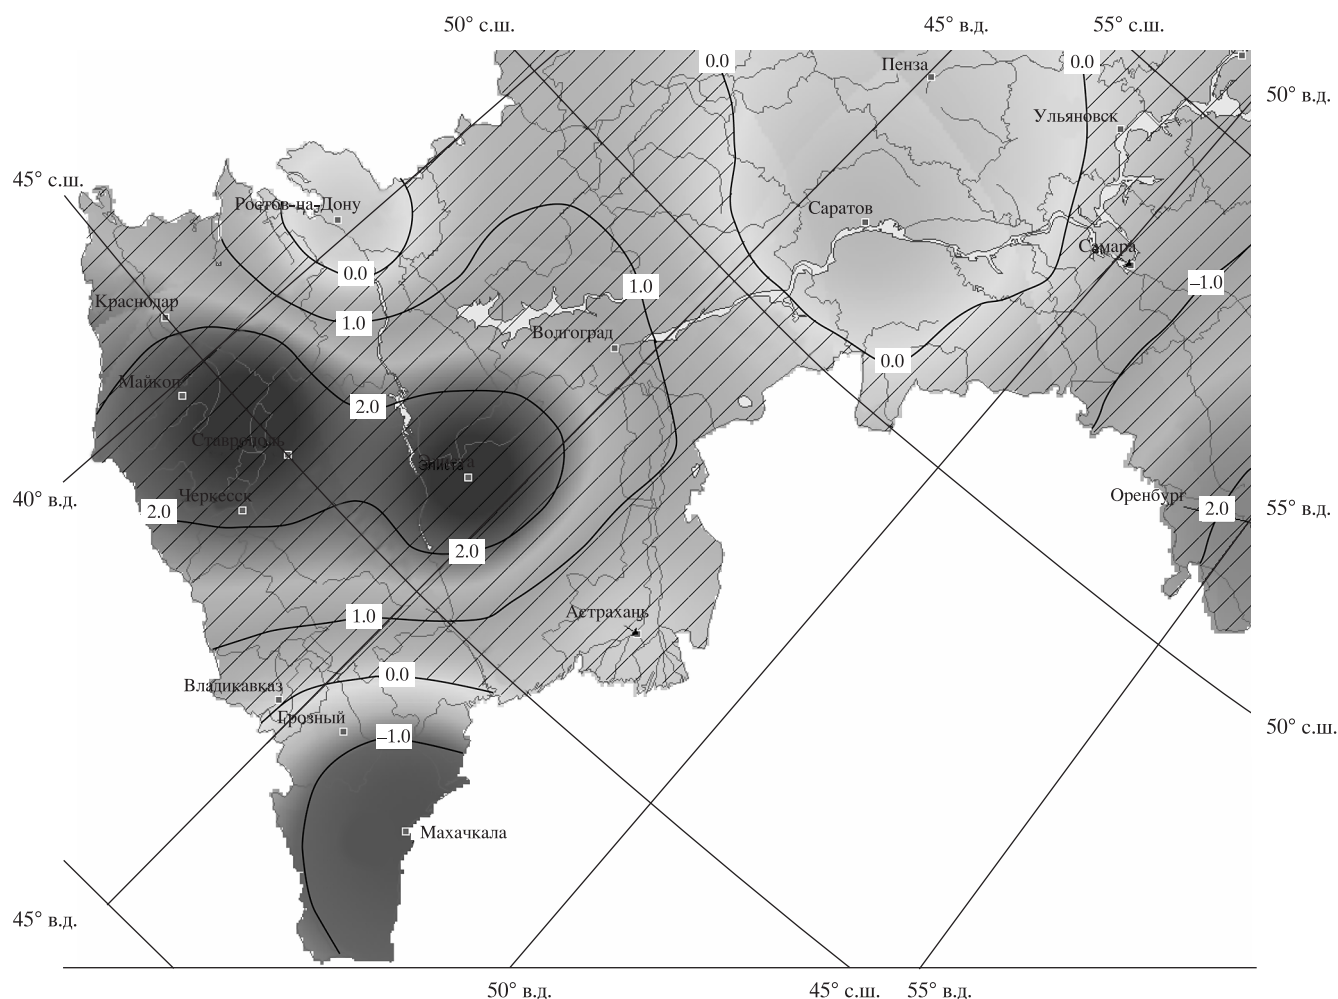 50° с.ш.
45° в.д.
55° с.ш.
0.0
0.0
Пенза
50° в.д.
Ульяновск
45° с.ш.
Ростов-на-Дону
Саратов
Самара
0.0
1.0
–1.0
Краснодар
1.0
Волгоград
0.0
Майкоп
2.0
Ставрополь
Элиста
40° в.д.
Черкесск
2.0
Оренбург
2.0
55° в.д.
2.0
1.0
Астрахань
0.0
Владикавказ
Грозный
–1.0
50° с.ш.
Махачкала
45° в.д.
50° в.д.
45° с.ш.
55° в.д.